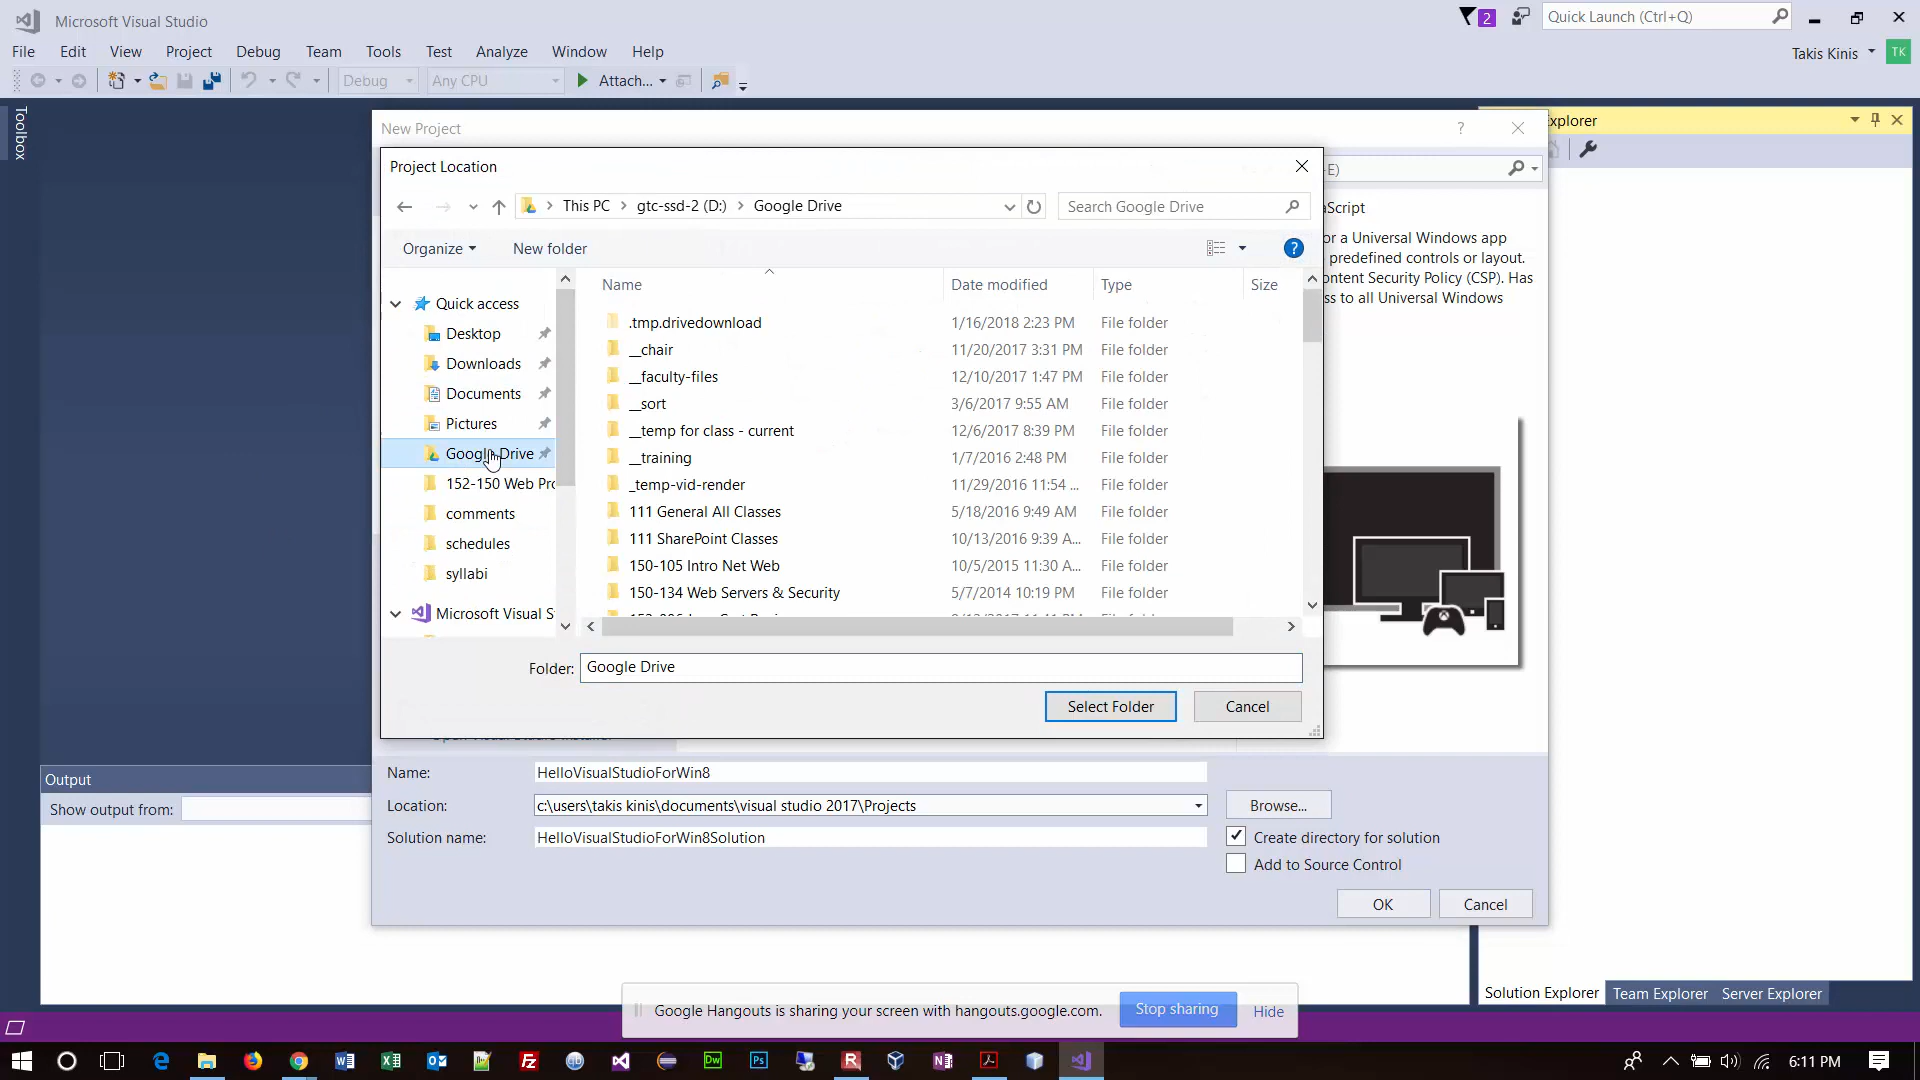 Microsoft Visual Studio
2
Quick Launch (Ctrl+Q)
File Edit View Project Debug Team Tools Test Analyze Window Help
Takis Kinis TK
Debug Any CPU Attach...
Toolbox
New Project ?
Explorer
Project Location
E)
This PC > gtc-ssd-2 (D:) > Google Drive
Search Google Drive
Organize New folder ?
Name Date modified Type Size
Quick access
Desktop
Downloads
Documents
Pictures
Google Drive
152-150 Web Pro
comments
schedules
syllabi
Microsoft Visual S
.tmp.drivedownload 1/16/2018 2:23 PM File folder
__chair 11/20/2017 3:31 PM File folder
__faculty-files 12/10/2017 1:47 PM File folder
__sort 3/6/2017 9:55 AM File folder
__temp for class - current 12/6/2017 8:39 PM File folder
__training 1/7/2016 2:48 PM File folder
_temp-vid-render 11/29/2016 11:54 ... File folder
111 General All Classes 5/18/2016 9:49 AM File folder
111 SharePoint Classes 10/13/2016 9:39 A... File folder
150-105 Intro Net Web 10/5/2015 11:30 A... File folder
150-134 Web Servers & Security 5/7/2014 10:19 PM File folder
aScript
or a Universal Windows app
predefined controls or layout.
ontent Security Policy (CSP). Has
ss to all Universal Windows
Folder: Google Drive
Select Folder Cancel
Name: HelloVisualStudioForWin8
Location: c:\users\takis kinis\documents\visual studio 2017\Projects Browse...
Solution name: HelloVisualStudioForWin8Solution
Create directory for solution
Add to Source Control
OK Cancel
Output
Show output from:
Solution Explorer Team Explorer Server Explorer
Google Hangouts is sharing your screen with hangouts.google.com. Stop sharing Hide
6:11 PM